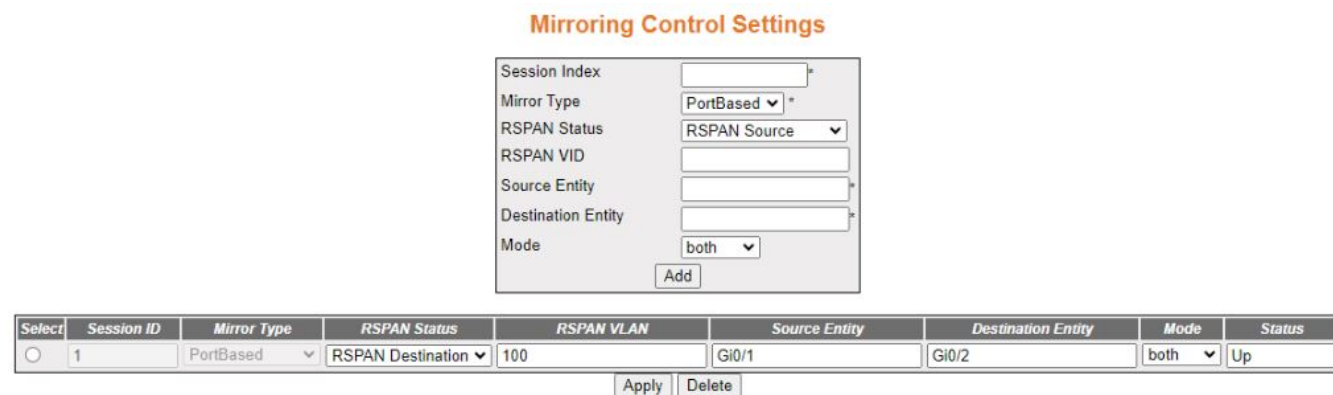 Mirroring Control Settings
Session Index *
Mirror Type PortBased *
RSPAN Status RSPAN Source
RSPAN VID
Source Entity *
Destination Entity *
Mode both
Add
Select Session ID Mirror Type RSPAN Status RSPAN VLAN Source Entity Destination Entity Mode Status
1 PortBased RSPAN Destination 100 Gi0/1 Gi0/2 both Up
Apply Delete